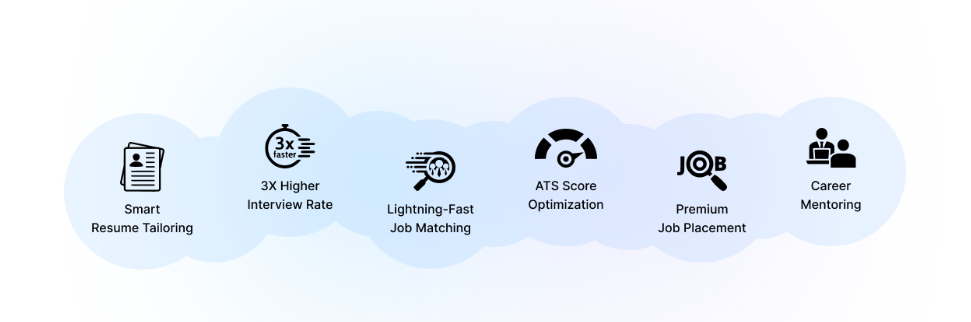 Smart
Resume Tailoring
3x
faster
3X Higher
Interview Rate
Lightning-Fast
Job Matching
ATS Score
Optimization
JOB
Premium
Job Placement
Career
Mentoring